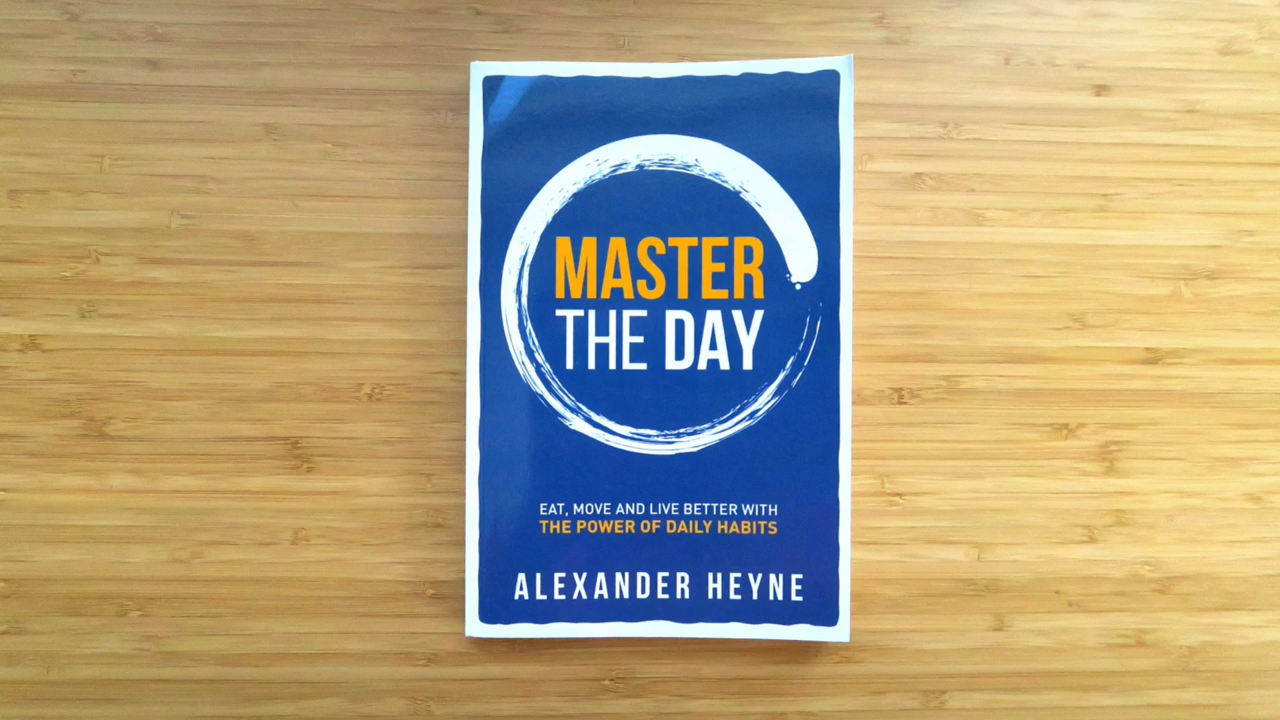 MASTER
THE DAY
EAT, MOVE AND LIVE BETTER WITH
THE POWER OF DAILY HABITS
ALEXANDER HEYNE